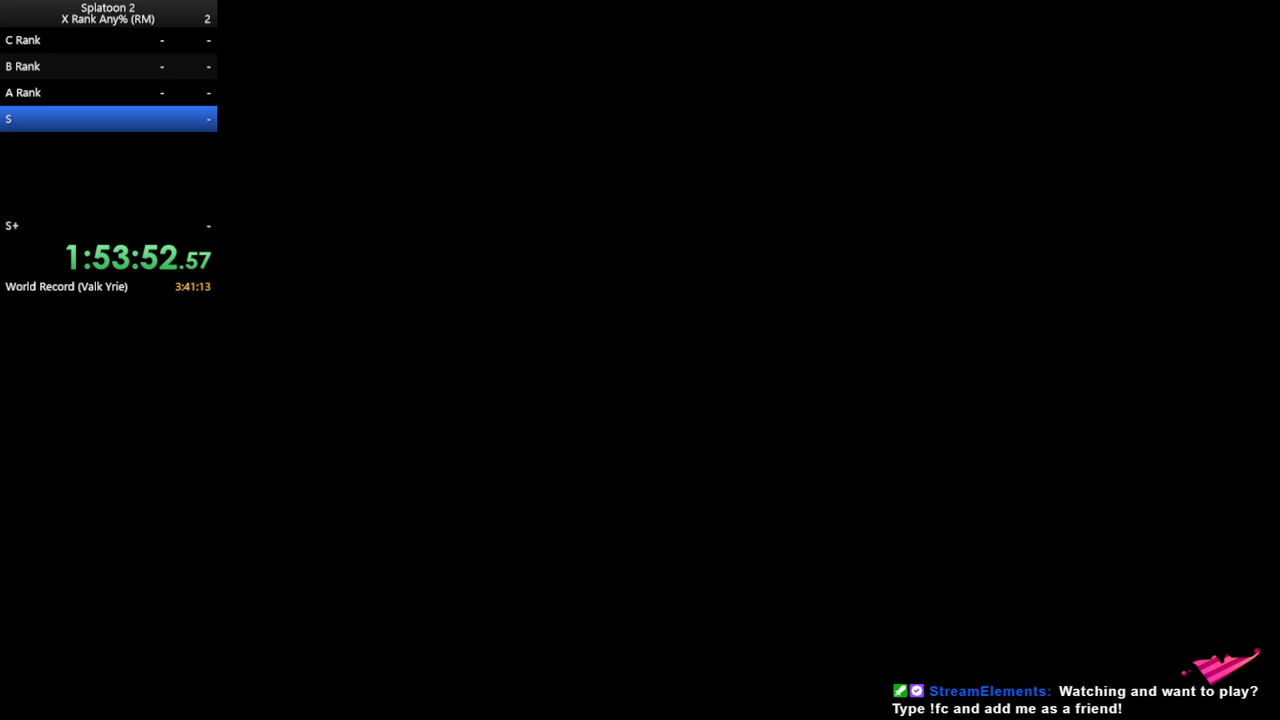 Splatoon 2
X Rank Any% (RM) 2
C Rank - -
B Rank - -
A Rank - -
S -
S+ -
1:53:52.57
World Record (Valk Yrie) 3:41:13
StreamElements: Watching and want to play?
Type !fc and add me as a friend!